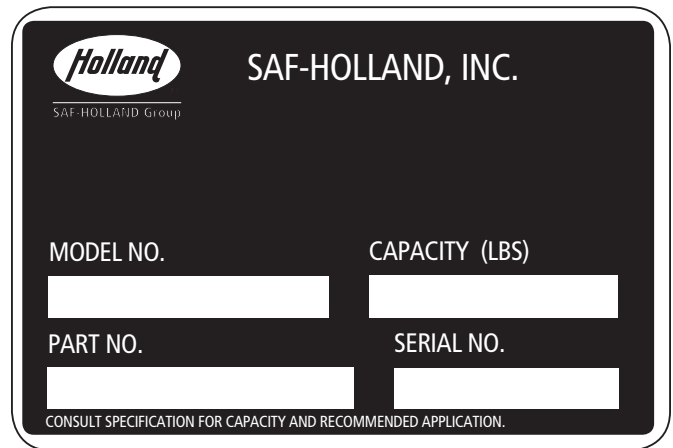 Holland
SAF-HOLLAND, INC.
SAF-HOLLAND Group
MODEL NO.
CAPACITY (LBS)
PART NO.
SERIAL NO.
CONSULT SPECIFICATION FOR CAPACITY AND RECOMMENDED APPLICATION.